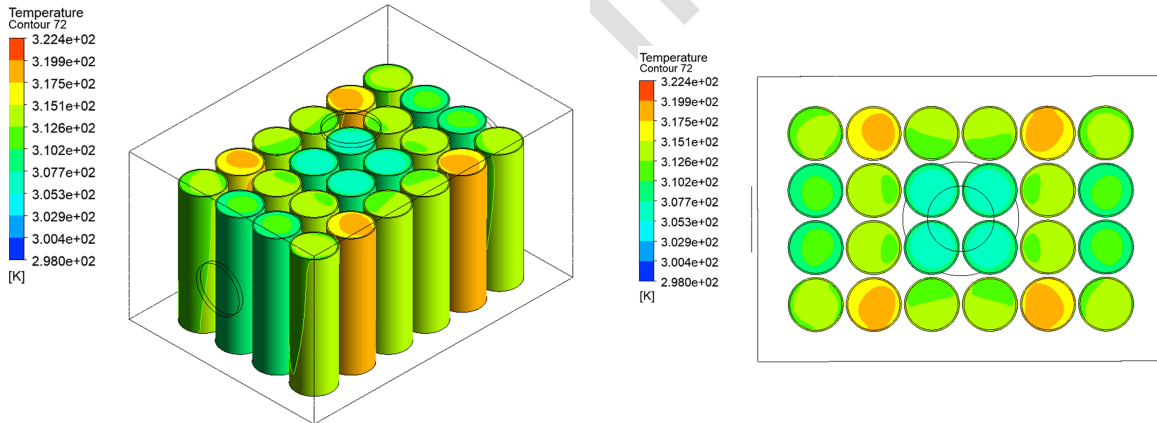 Temperature
Contour 72
3.224e+02
3.199e+02
3.175e+02
3.151e+02
3.126e+02
3.102e+02
3.077e+02
3.053e+02
3.029e+02
3.004e+02
2.980e+02
[K]
Temperature
Contour 72
3.224e+02
3.199e+02
3.175e+02
3.151e+02
3.126e+02
3.102e+02
3.077e+02
3.053e+02
3.029e+02
3.004e+02
2.980e+02
[K]